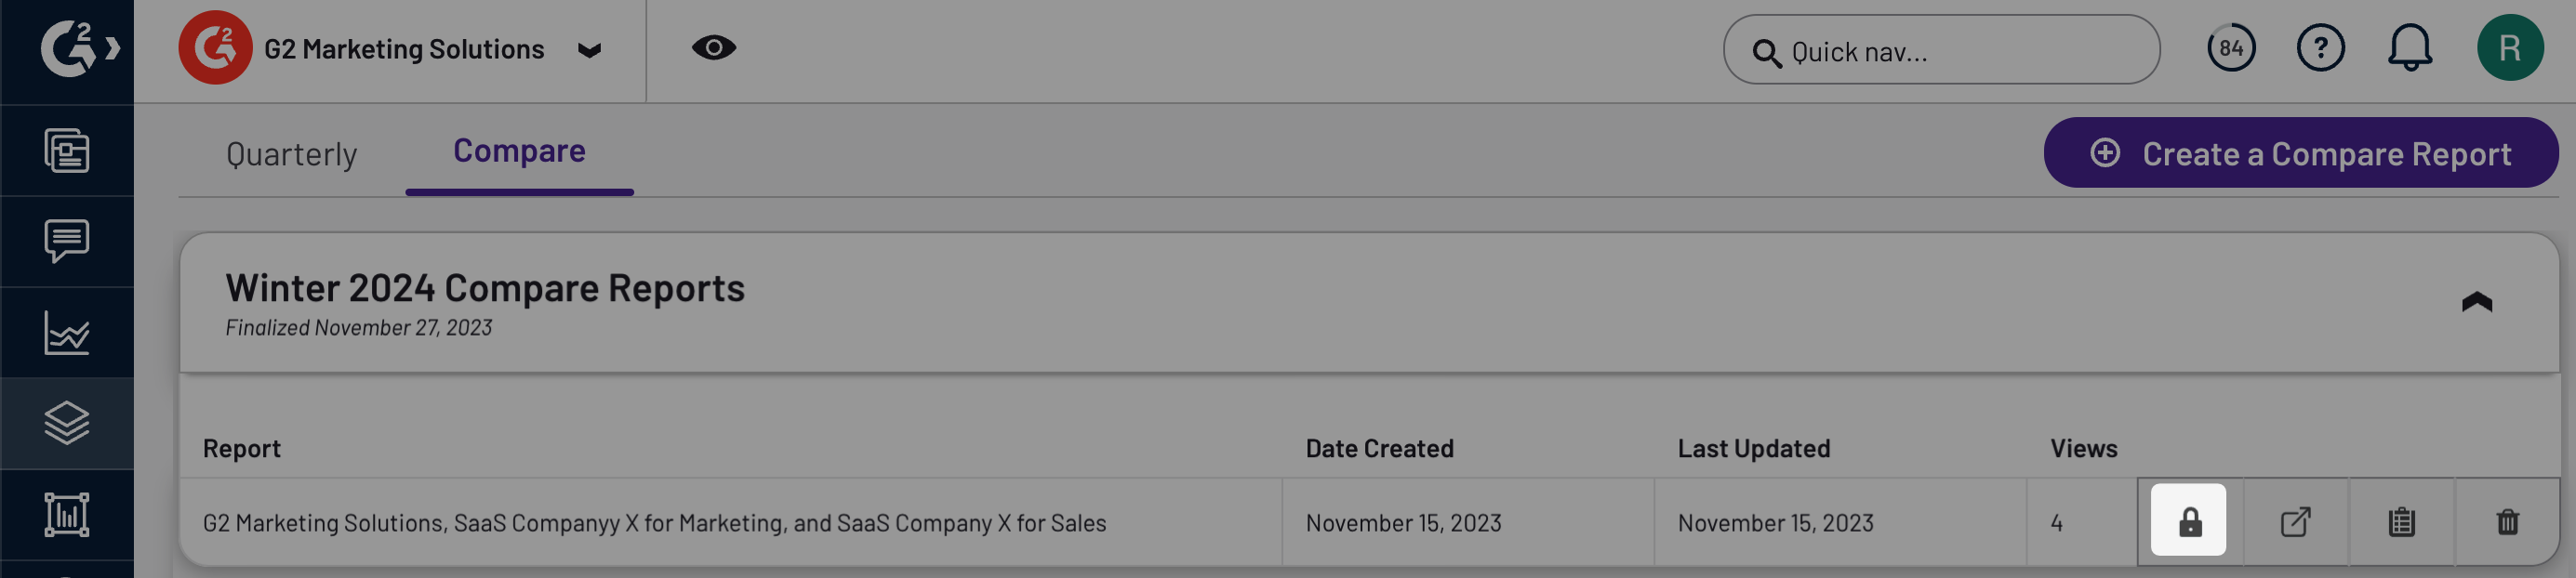 G2
G2 G2 Marketing Solutions
Quick nav...
84
?
R
Quarterly
Compare
Create a Compare Report
Winter 2024 Compare Reports
Finalized November 27, 2023
Report Date Created Last Updated Views
G2 Marketing Solutions, SaaS Companyy X for Marketing, and SaaS Company X for Sales November 15, 2023 November 15, 2023 4